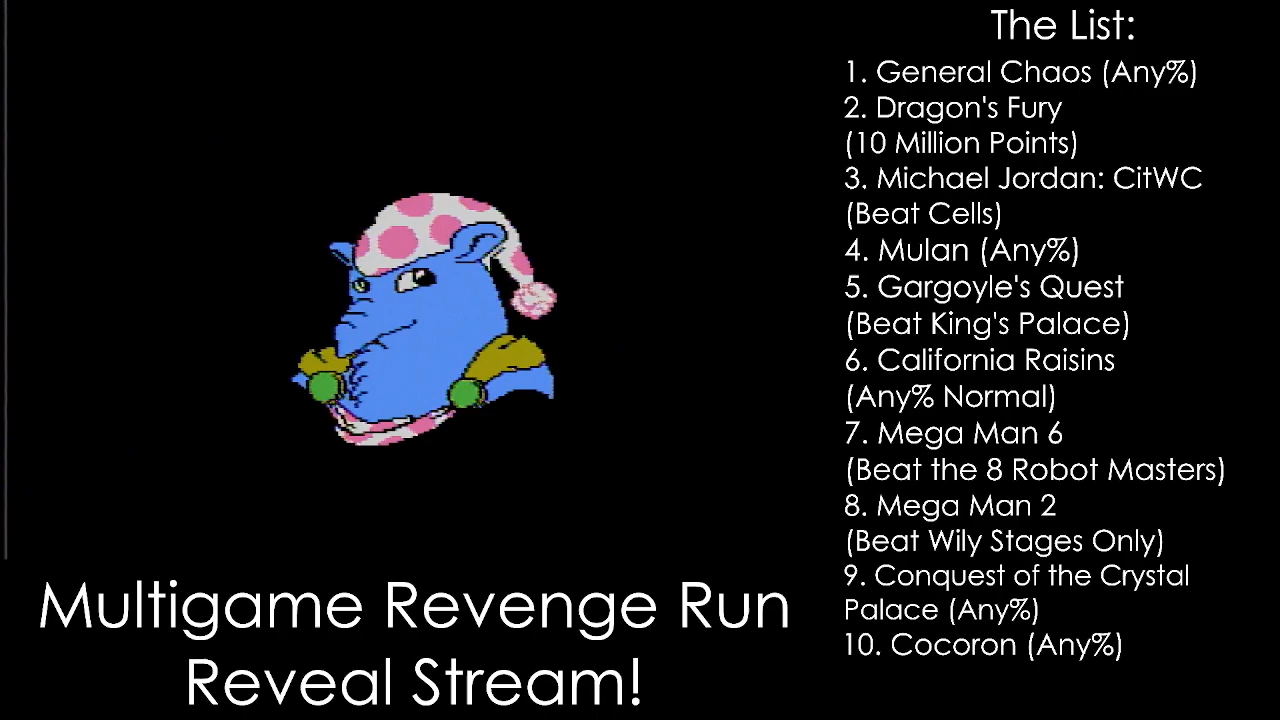 The List:
1. General Chaos (Any%)
2. Dragon's Fury
(10 Million Points)
3. Michael Jordan: CitWC
(Beat Cells)
4. Mulan (Any%)
5. Gargoyle's Quest
(Beat King's Palace)
6. California Raisins
(Any% Normal)
7. Mega Man 6
(Beat the 8 Robot Masters)
8. Mega Man 2
(Beat Wily Stages Only)
9. Conquest of the Crystal
Palace (Any%)
10. Cocoron (Any%)
Multigame Revenge Run
Reveal Stream!